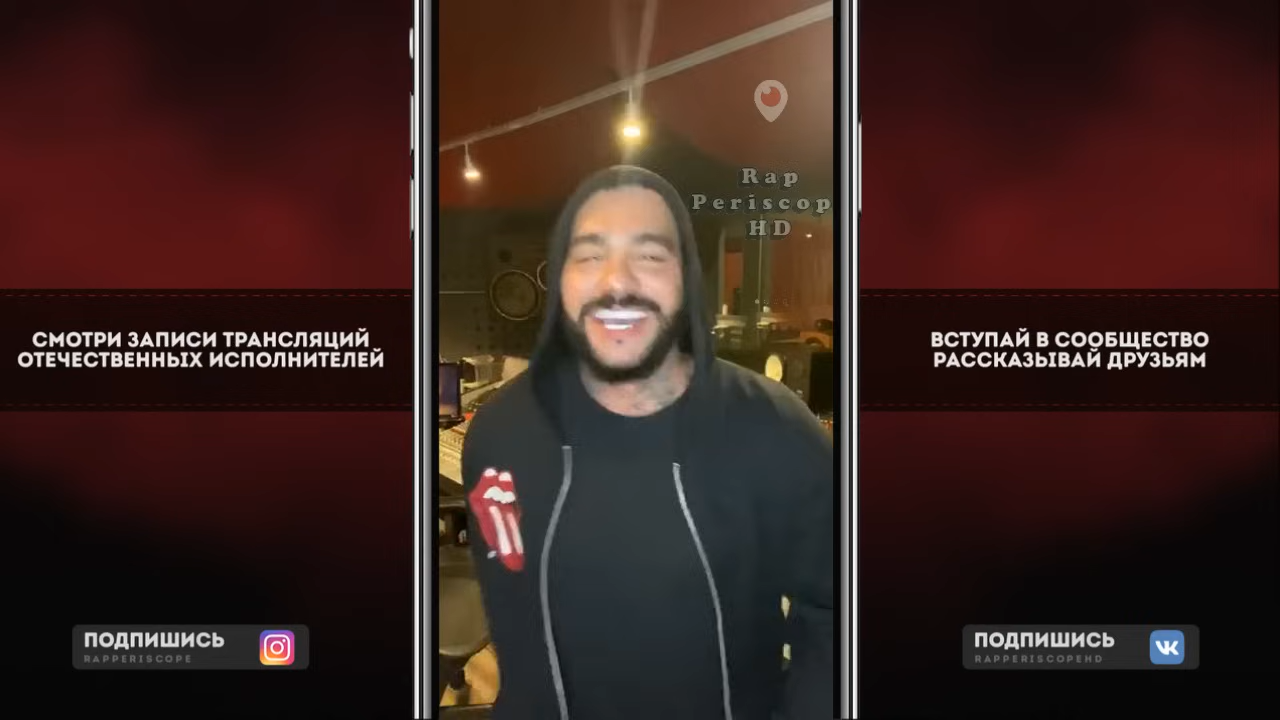 Rap
Periscop
HD
СМОТРИ ЗАПИСИ ТРАНСЛЯЦИЙ
ОТЕЧЕСТВЕННЫХ ИСПОЛНИТЕЛЕЙ
ВСТУПАЙ В СООБЩЕСТВО
РАССКАЗЫВАЙ ДРУЗЬЯМ
ПОДПИШИСЬ
RAPPERISCOPE
ПОДПИШИСЬ
RAPPERISCOPEHD